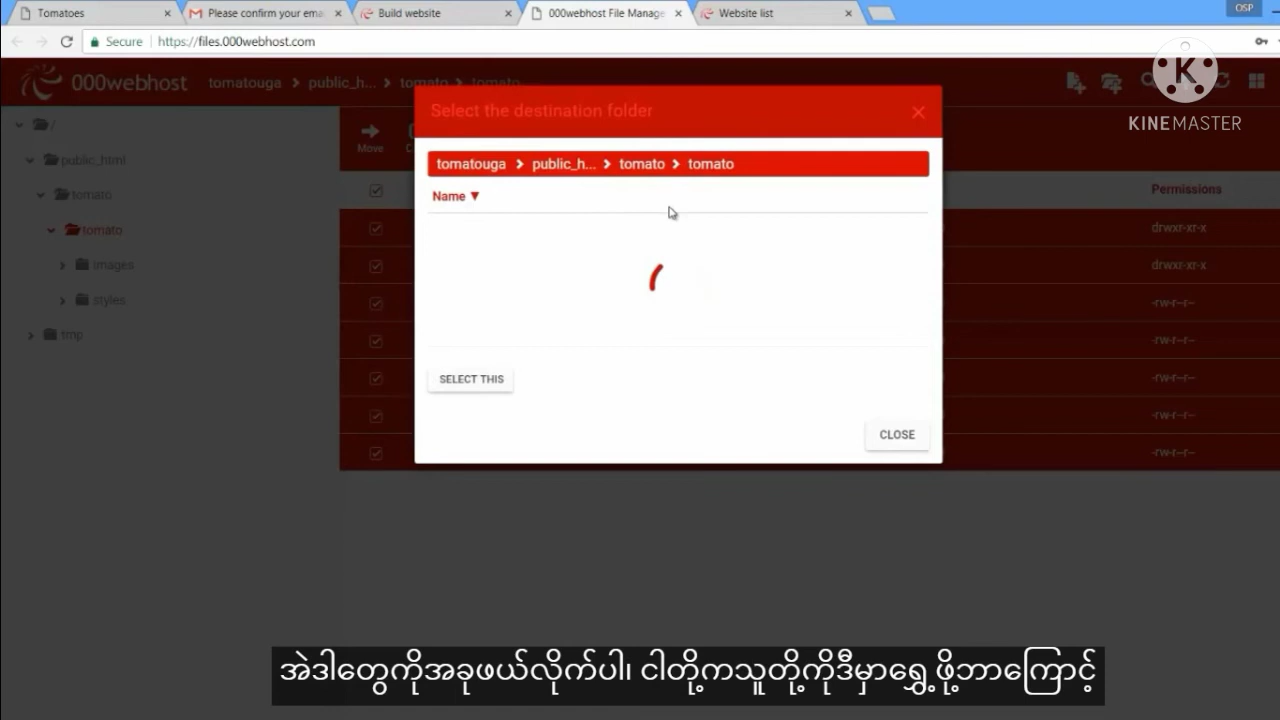 Tomatoes
Please confirm your emai
Build website
000webhost File Manage
Website list
OSP
Secure
https://files.000webhost.com
000webhost
tomatouga
public_h...
tomato
tomato
KINEMASTER
Select the destination folder
/
public_html
tomato
tomato
images
styles
tmp
Move
tomatouga
public_h...
tomato
tomato
Name
SELECT THIS
CLOSE
Permissions
drwxr-xr-x
drwxr-xr-x
-rw-r--r--
-rw-r--r--
-rw-r--r--
-rw-r--r--
-rw-r--r--
အဲဒါတွေကိုအခုဖယ်လိုက်ပါ၊ ငါတို့ကသူတို့ကိုဒီမှာရွှေ့ဖို့ဘာကြောင့်